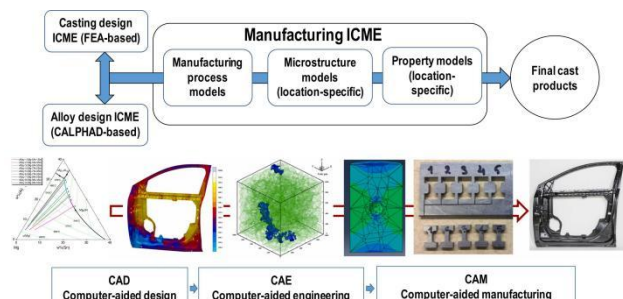 Casting design
ICME (FEA-based)
Alloy design ICME
(CALPHAD-based)
Manufacturing ICME
Manufacturing
process
models
Microstructure
models
(location-specific)
Property models
(location-
specific)
Final cast
products
1 2 3 4 5
CAD
Computer-aided design
CAE
Computer-aided engineering
CAM
Computer-aided manufacturing